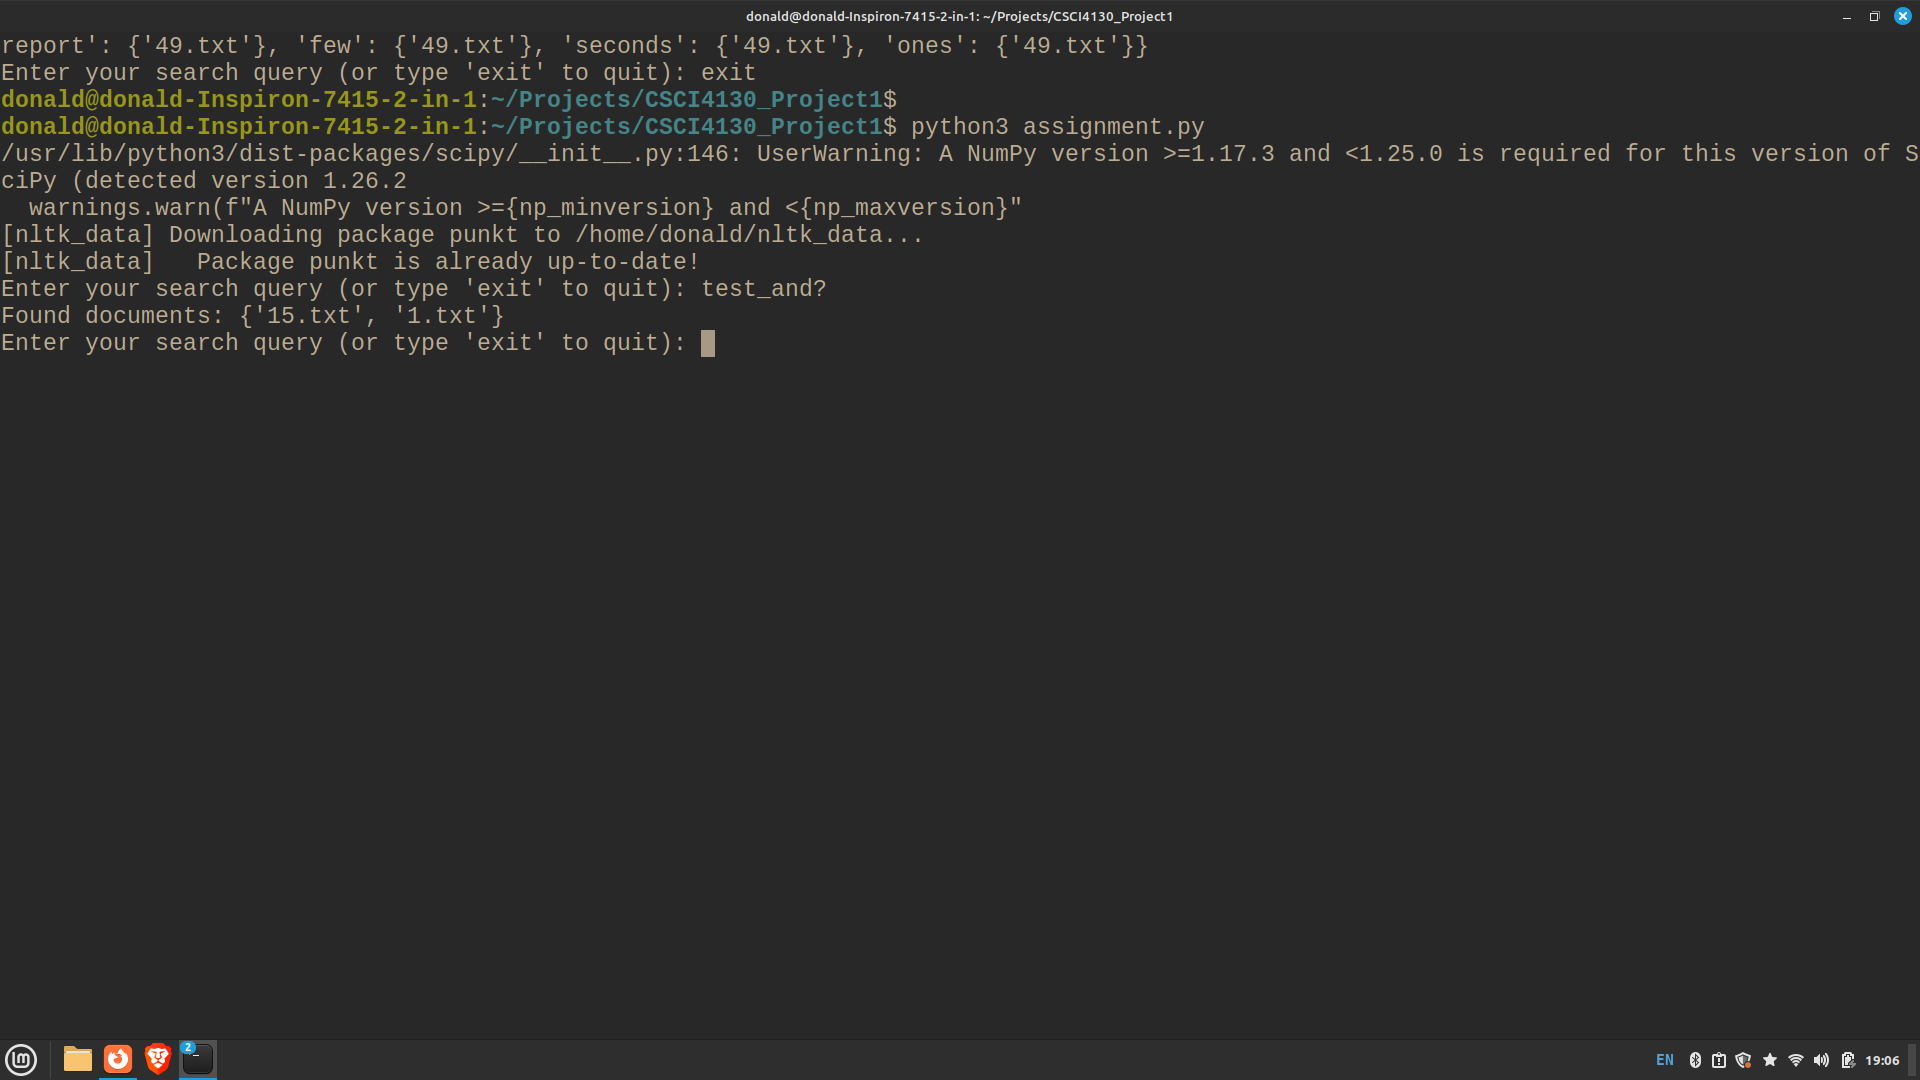 donald@donald-Inspiron-7415-2-in-1: ~/Projects/CSCI4130_Project1
report': {'49.txt'}, 'few': {'49.txt'}, 'seconds': {'49.txt'}, 'ones': {'49.txt'}}
Enter your search query (or type 'exit' to quit): exit
donald@donald-Inspiron-7415-2-in-1:~/Projects/CSCI4130_Project1$
donald@donald-Inspiron-7415-2-in-1:~/Projects/CSCI4130_Project1$ python3 assignment.py
/usr/lib/python3/dist-packages/scipy/__init__.py:146: UserWarning: A NumPy version >=1.17.3 and <1.25.0 is required for this version of S
ciPy (detected version 1.26.2
  warnings.warn(f"A NumPy version >={np_minversion} and <{np_maxversion}"
[nltk_data] Downloading package punkt to /home/donald/nltk_data...
[nltk_data]   Package punkt is already up-to-date!
Enter your search query (or type 'exit' to quit): test_and?
Found documents: {'15.txt', '1.txt'}
Enter your search query (or type 'exit' to quit):
2
EN
19:06